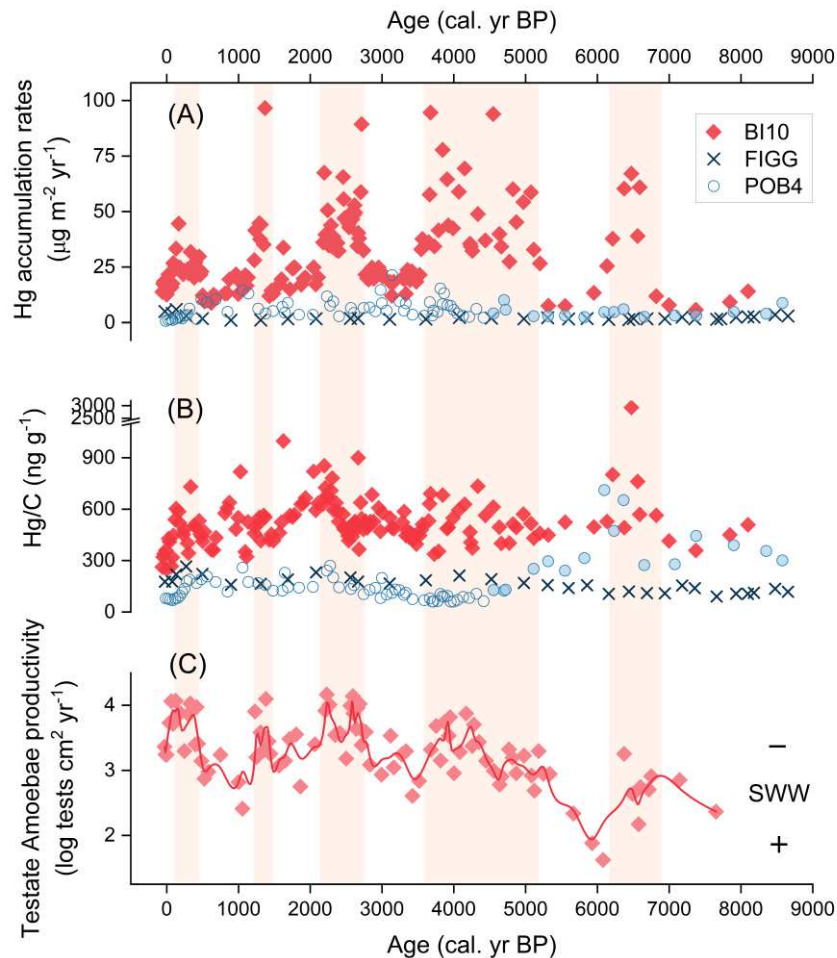 Age (cal. yr BP)
0 1000 2000 3000 4000 5000 6000 7000 8000 9000
Hg accumulation rates
(µg m⁻² yr⁻¹)
100
75
50
25
0
(A)
BI10
FIGG
POB4
Hg/C (ng g⁻¹)
3000
2500
900
600
300
0
(B)
Testate Amoebae productivity
(log tests cm² yr⁻¹)
4
3
2
(C)
−
SWW
+
0 1000 2000 3000 4000 5000 6000 7000 8000 9000
Age (cal. yr BP)